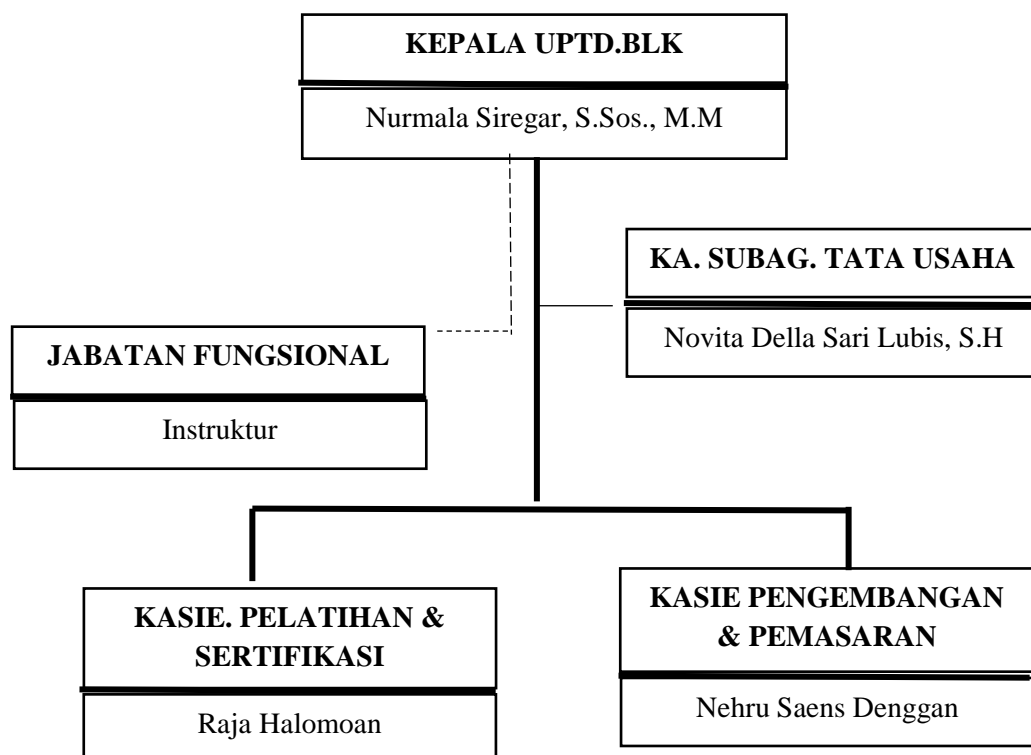 KEPALA UPTD.BLK
Nurmala Siregar, S.Sos., M.M
KA. SUBAG. TATA USAHA
Novita Della Sari Lubis, S.H
JABATAN FUNGSIONAL
Instruktur
KASIE. PELATIHAN &
SERTIFIKASI
Raja Halomoan
KASIE PENGEMBANGAN
& PEMASARAN
Nehru Saens Denggan